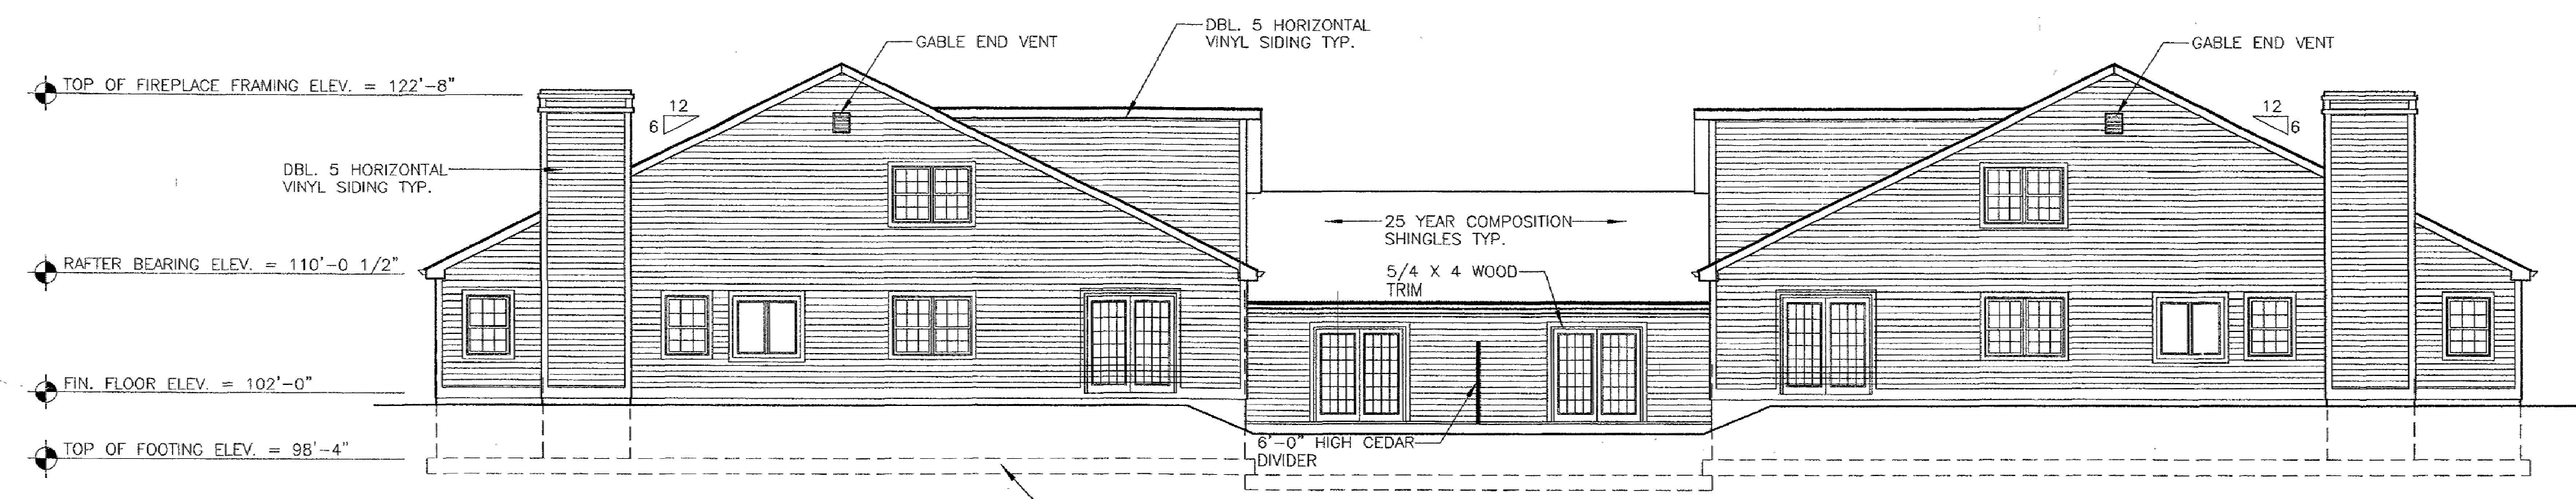 DBL. 5 HORIZONTAL
VINYL SIDING TYP.
GABLE END VENT
GABLE END VENT
TOP OF FIREPLACE FRAMING ELEV. = 122'-8"
12
6
12
6
DBL. 5 HORIZONTAL
VINYL SIDING TYP.
25 YEAR COMPOSITION
SHINGLES TYP.
RAFTER BEARING ELEV. = 110'-0 1/2"
5/4 X 4 WOOD
TRIM
FIN. FLOOR ELEV. = 102'-0"
6'-0" HIGH CEDAR
DIVIDER
TOP OF FOOTING ELEV. = 98'-4"